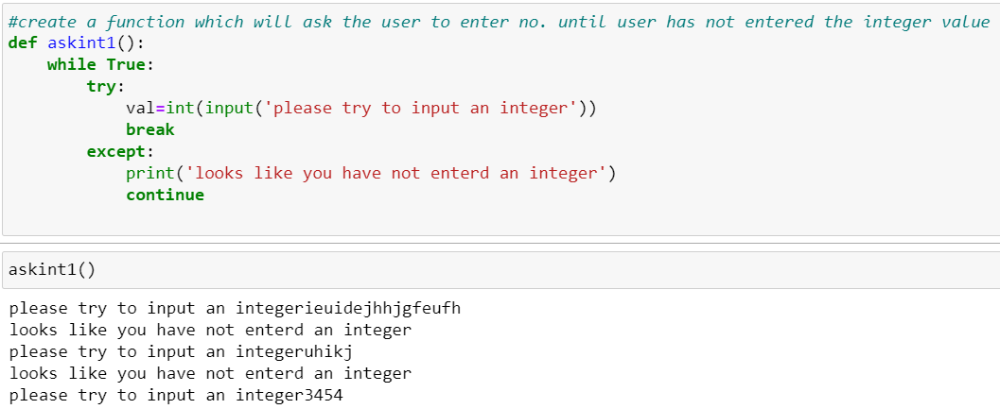 #create a function which will ask the user to enter no. until user has not entered the integer value
def askint1():
    while True:
        try:
            val=int(input('please try to input an integer'))
            break
        except:
            print('looks like you have not enterd an integer')
            continue
askint1()
please try to input an integerieuidejhhjgfeufh
looks like you have not enterd an integer
please try to input an integeruhikj
looks like you have not enterd an integer
please try to input an integer3454